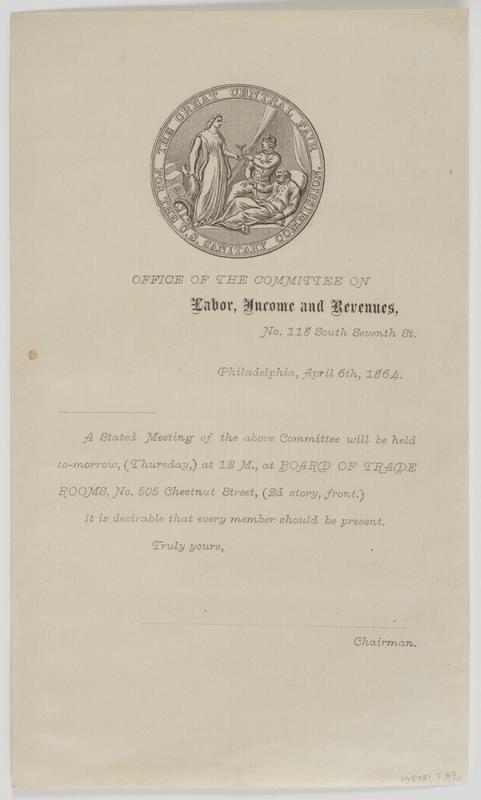 THE GREAT CENTRAL FAIR
FOR THE U.S. SANITARY COMMISSION.
OFFICE OF THE COMMITTEE ON
Labor, Income and Revenues,
No. 118 South Seventh St.
Philadelphia, April 6th, 1864.
A Stated Meeting of the above Committee will be held
to-morrow, (Thursday,) at 12 M., at BOARD OF TRADE
ROOMS, No. 505 Chestnut Street, (2d story, front.)
It is desirable that every member should be present.
Truly yours,
Chairman.